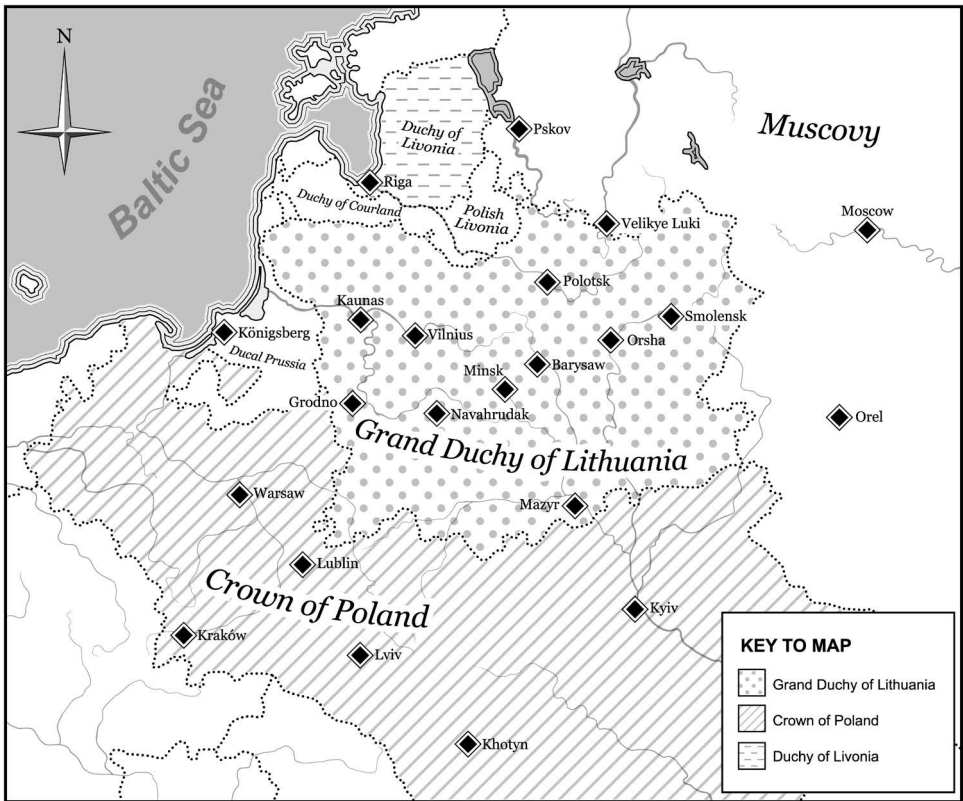 N
Baltic Sea
Duchy of
Livonia
Pskov
Muscovy
Riga
Duchy of Courland
Polish
Livonia
Velikye Luki
Moscow
Polotsk
Kaunas
Smolensk
Königsberg
Vilnius
Orsha
Ducal Prussia
Barysaw
Minsk
Grodno
Navahrudak
Orel
Grand Duchy of Lithuania
Warsaw
Mazyr
Lublin
Crown of Poland
Kyiv
Kraków
Lviv
Khotyn
KEY TO MAP
Grand Duchy of Lithuania
Crown of Poland
Duchy of Livonia